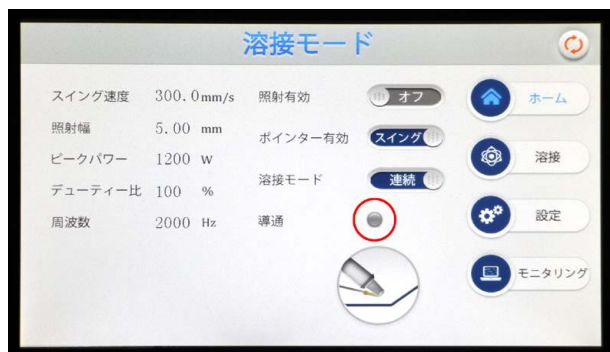 溶接モード
スイング速度 300.0mm/s
照射幅 5.00 mm
ピークパワー 1200 W
デューティー比 100 %
周波数 2000 Hz
照射有効 オフ
ポインター有効 スイング
溶接モード 連続
導通
ホーム
溶接
設定
モニタリング